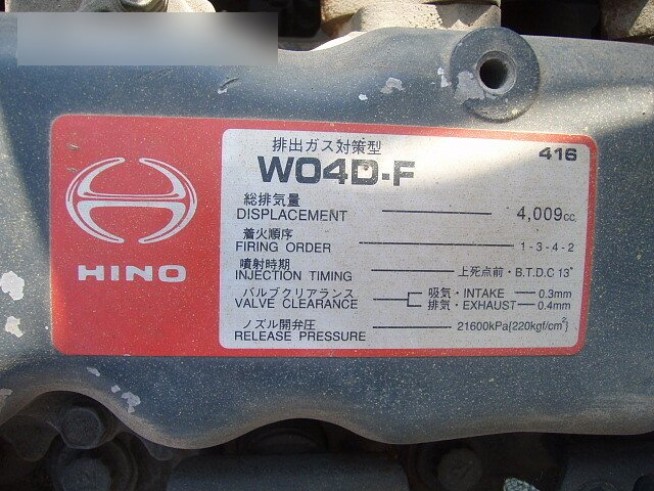 排出ガス対策型
416
W04D-F
総排気量
DISPLACEMENT 4,009cc.
着火順序
FIRING ORDER 1-3-4-2
噴射時期
INJECTION TIMING 上死点前・B.T.D.C 13°
バルブクリアランス 吸気・INTAKE 0.3mm
VALVE CLEARANCE 排気・EXHAUST 0.4mm
ノズル開弁圧
RELEASE PRESSURE 21600kPa{220kgf/cm²}
HINO